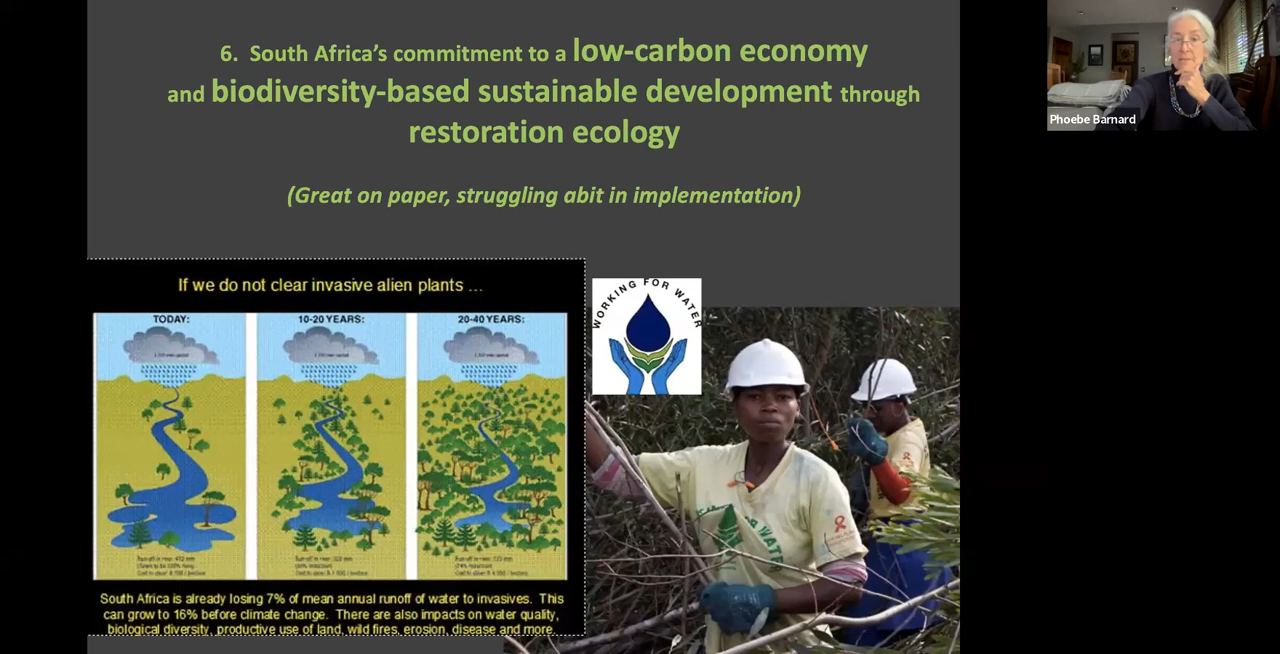 6. South Africa's commitment to a low-carbon economy
and biodiversity-based sustainable development through
restoration ecology
(Great on paper, struggling abit in implementation)
Phoebe Barnard
If we do not clear invasive alien plants ...
TODAY:
10-20 YEARS:
20-40 YEARS:
South Africa is already losing 7% of mean annual runoff of water to invasives. This
can grow to 16% before climate change. There are also impacts on water quality,
biological diversity, productive use of land, wild fires, erosion, disease and more.
WORKING FOR WATER
WATER